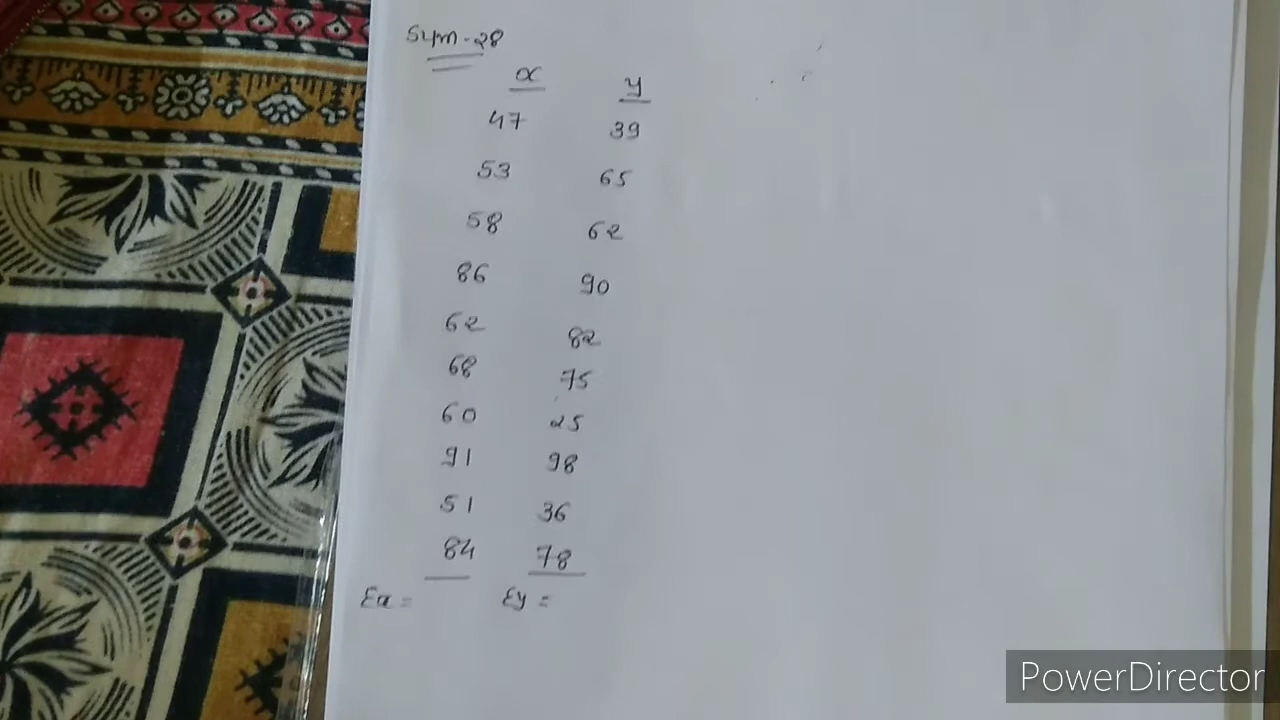 Sum-28
x y
47 39
53 65
58 62
86 90
62 82
68 75
60 25
91 98
51 36
84 78
Σx = Σy =
PowerDirector